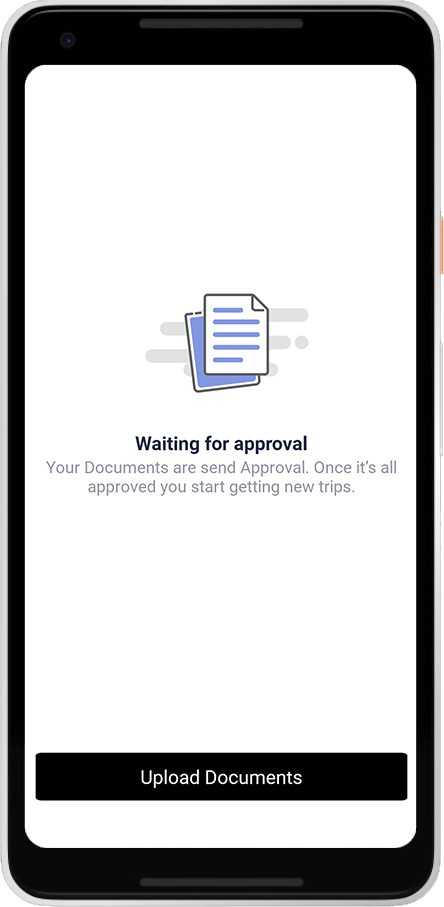 Waiting for approval
Your Documents are send Approval. Once it’s all
approved you start getting new trips.
Upload Documents